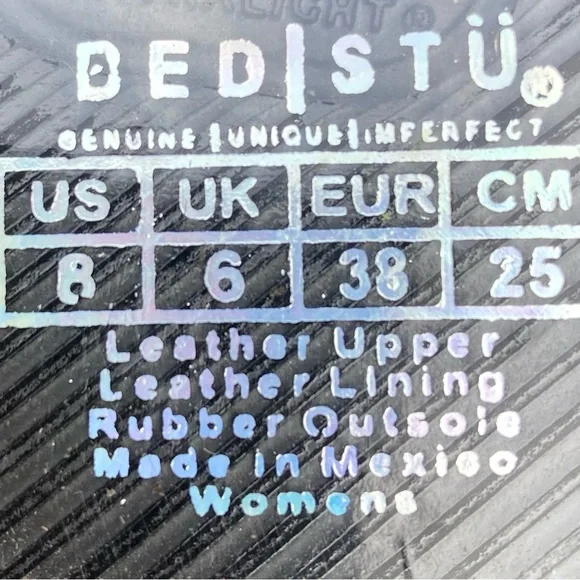 BED|STÜ®
GENUINE|UNIQUE|IMPERFECT
US UK EUR CM
8 6 38 25
Leather Upper
Leather Lining
Rubber Outsole
Made in Mexico
Womens